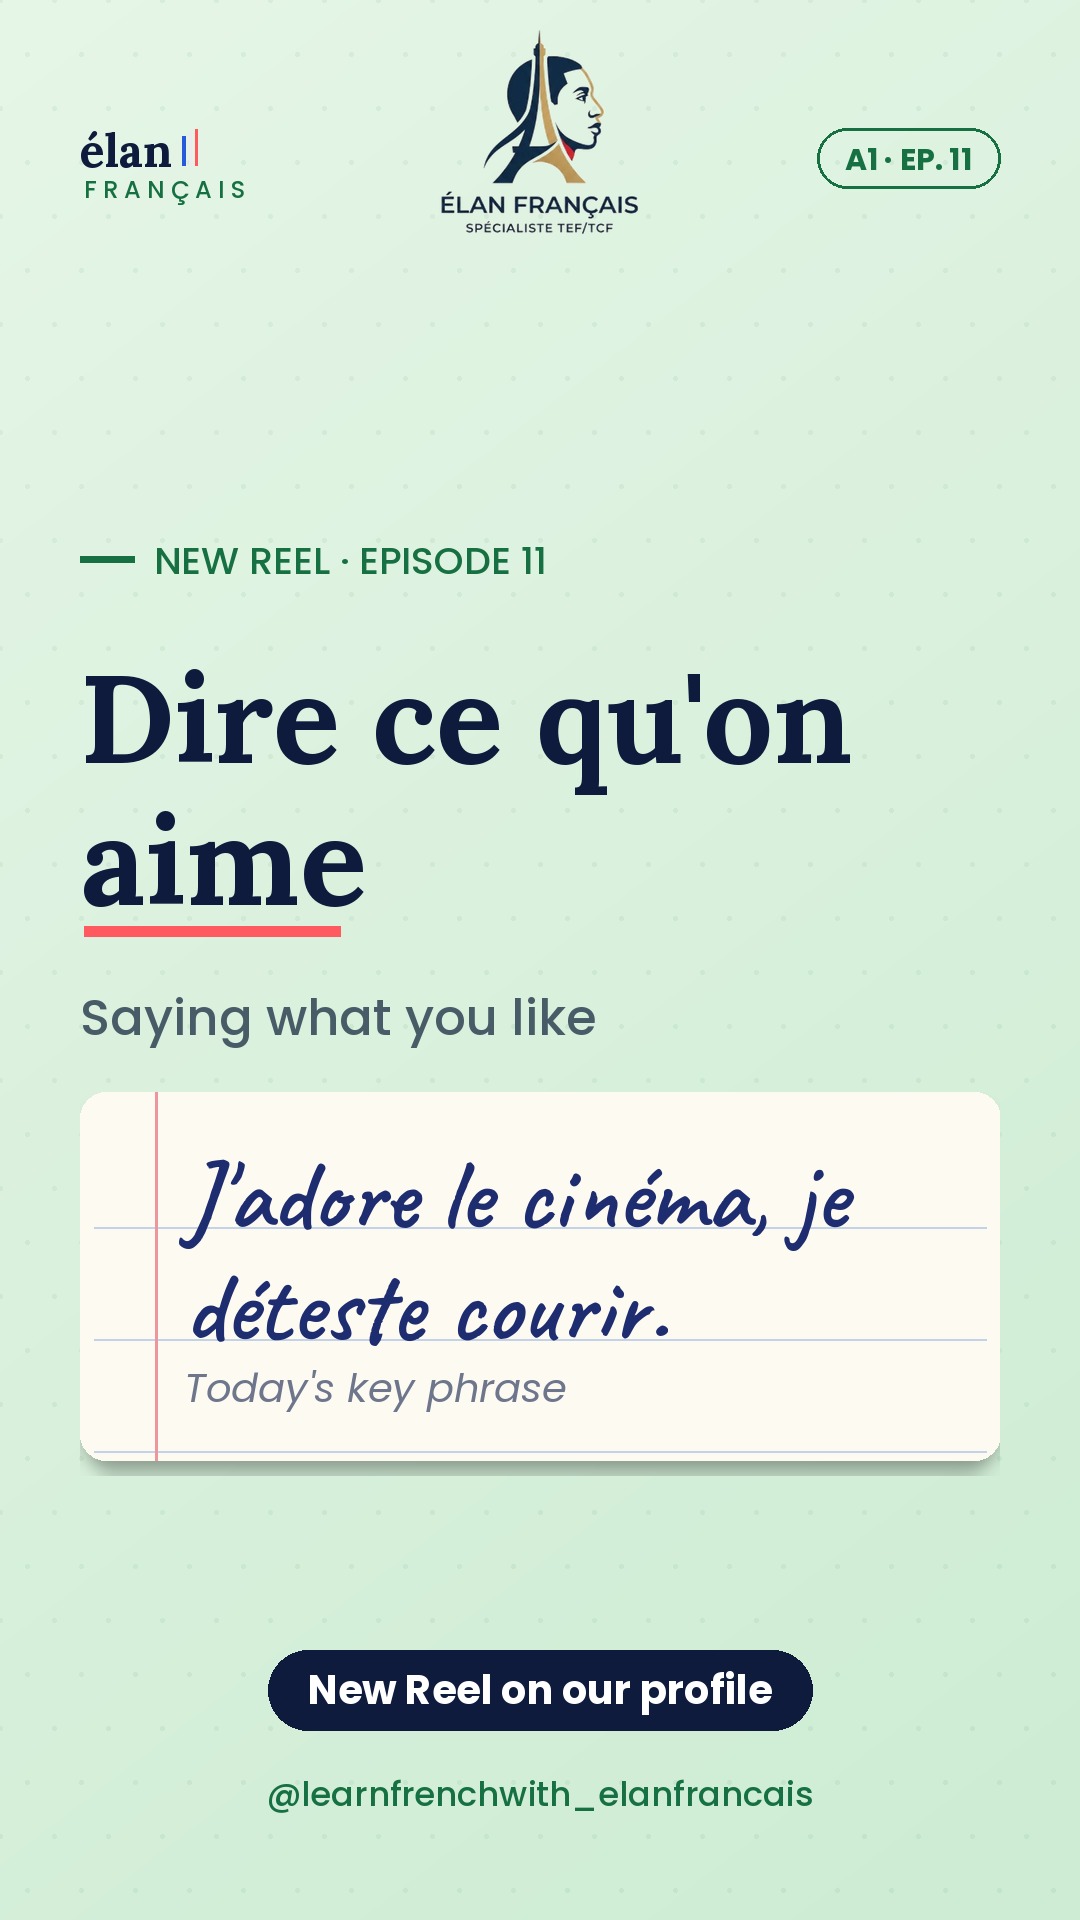 élan
FRANÇAIS
ÉLAN FRANÇAIS
SPÉCIALISTE TEF/TCF
A1 · EP. 11
NEW REEL · EPISODE 11
Dire ce qu'on
aime
Saying what you like
J'adore le cinéma, je
déteste courir.
Today's key phrase
New Reel on our profile
@learnfrenchwith_elanfrancais